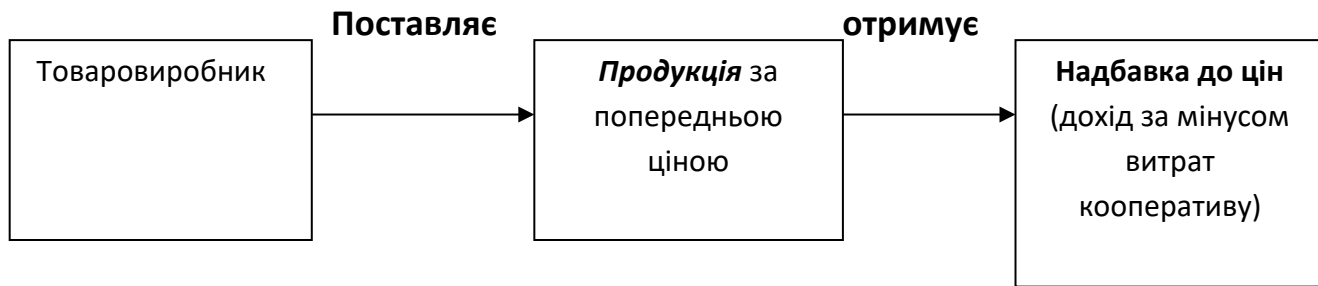 Поставляє
отримує
Товаровиробник
Продукція за
попередньою
ціною
Надбавка до цін
(дохід за мінусом
витрат
кооперативу)